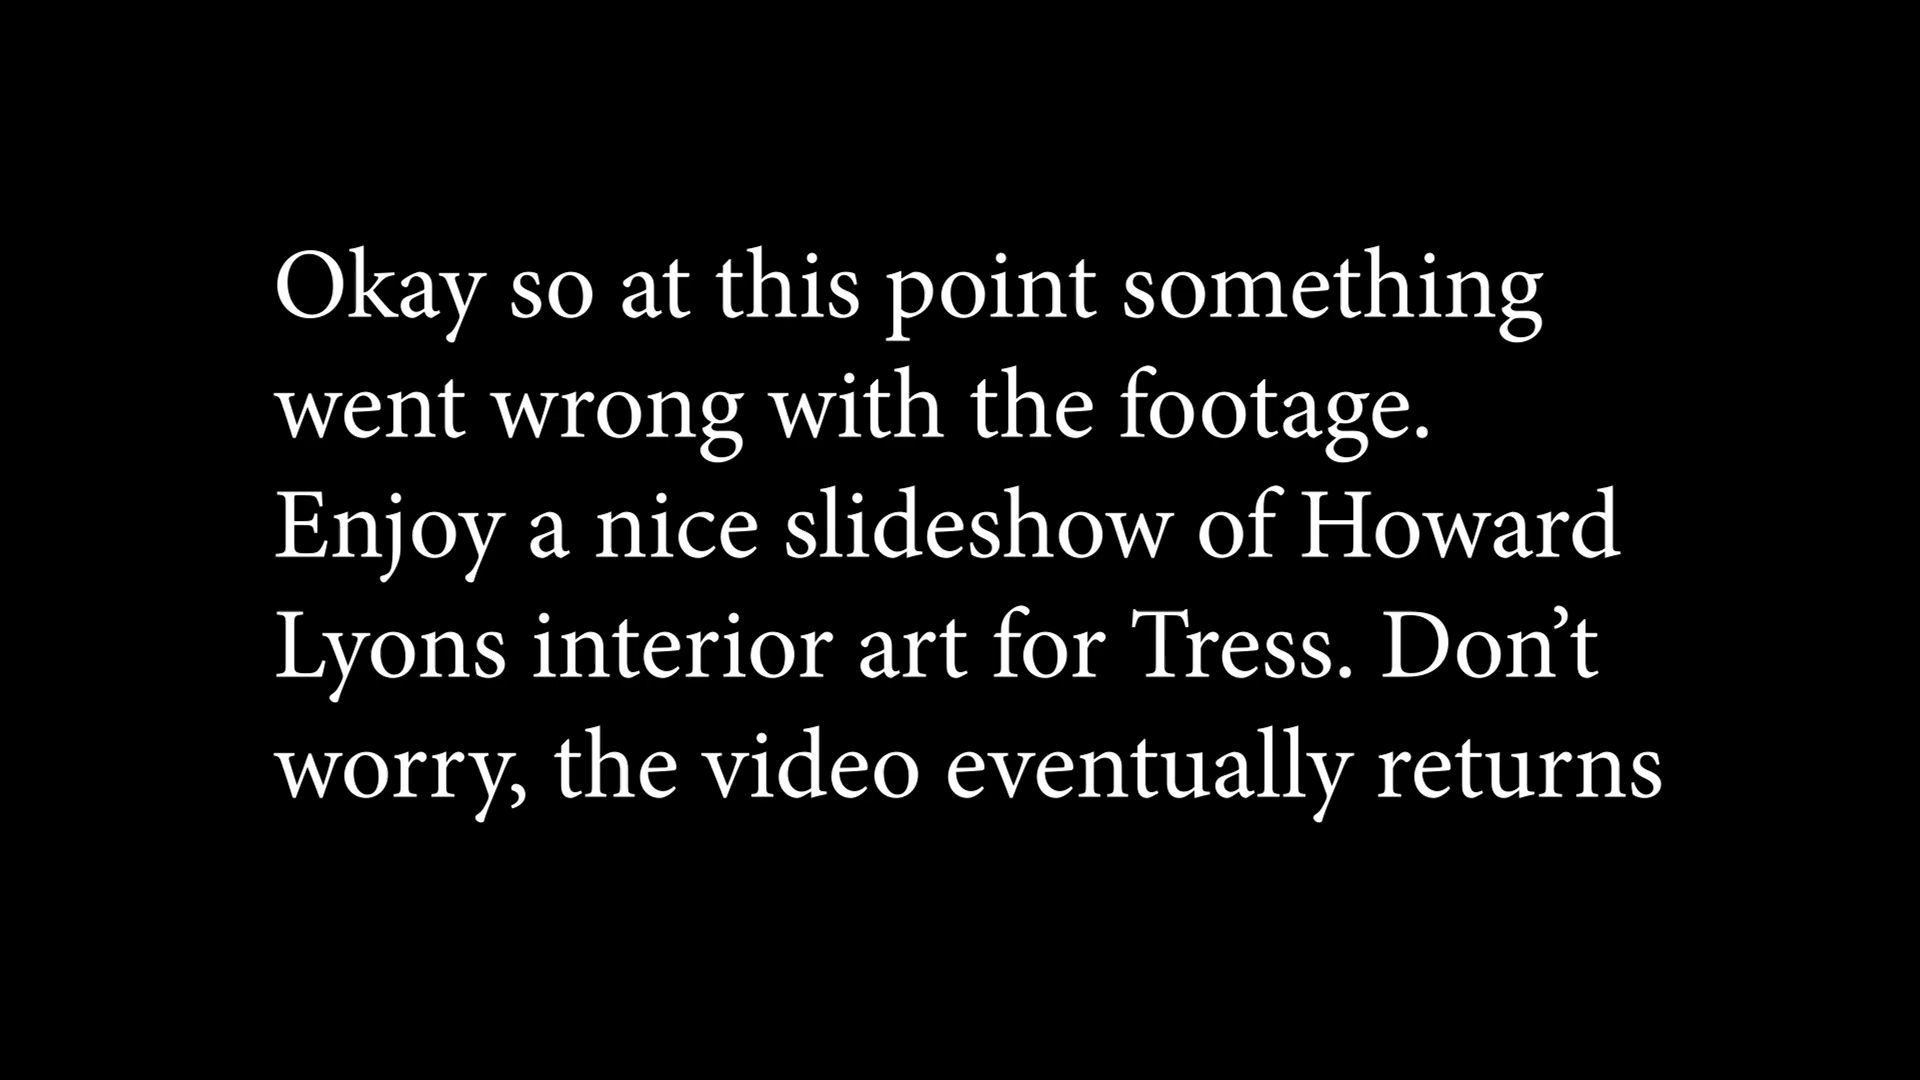 Okay so at this point something
went wrong with the footage.
Enjoy a nice slideshow of Howard
Lyons interior art for Tress. Don’t
worry, the video eventually returns